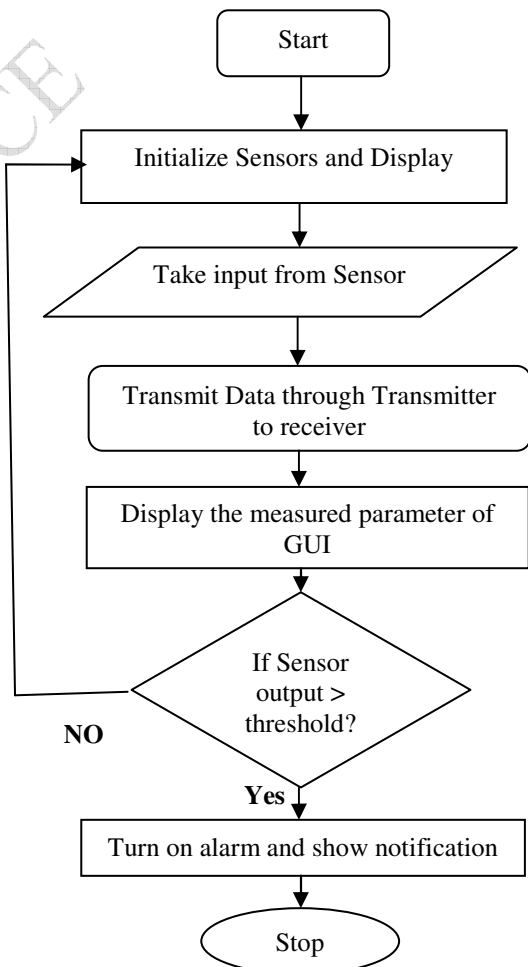 Start
CE
Initialize Sensors and Display
Take input from Sensor
Transmit Data through Transmitter
to receiver
Display the measured parameter of
GUI
If Sensor
output >
threshold?
NO
Yes
Turn on alarm and show notification
Stop